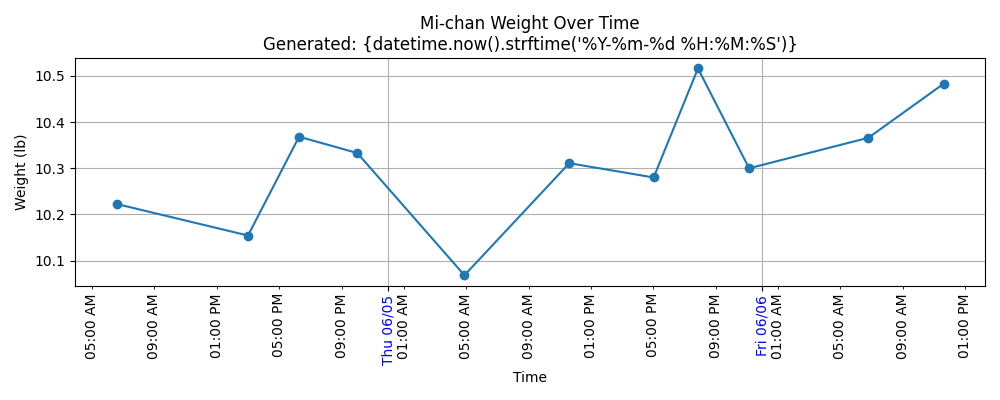 Mi-chan Weight Over Time
Generated: {datetime.now().strftime('%Y-%m-%d %H:%M:%S')}
Weight (lb)
10.5
10.4
10.3
10.2
10.1
05:00 AM
09:00 AM
01:00 PM
05:00 PM
09:00 PM
Thu 06/05
01:00 AM
05:00 AM
09:00 AM
01:00 PM
05:00 PM
09:00 PM
Fri 06/06
01:00 AM
05:00 AM
09:00 AM
01:00 PM
Time